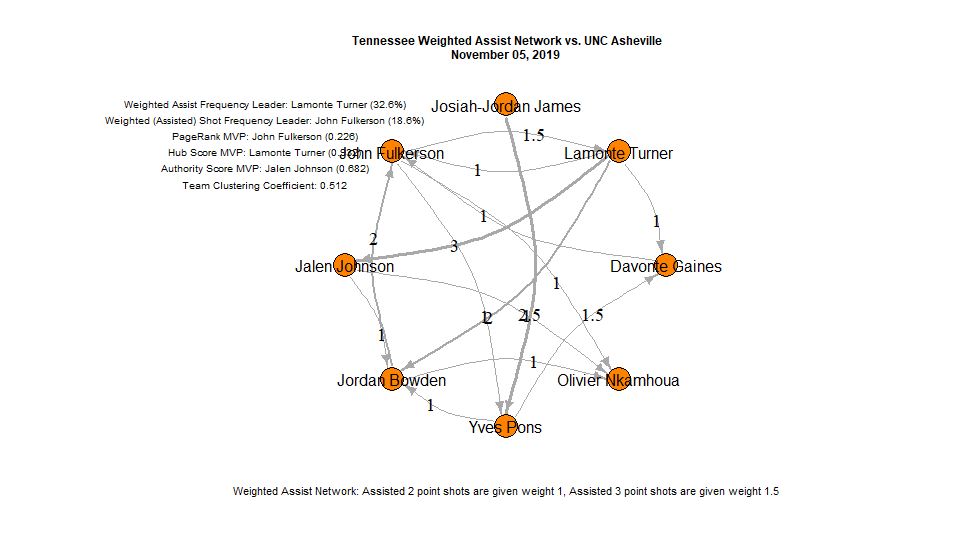 Tennessee Weighted Assist Network vs. UNC Asheville
November 05, 2019
Weighted Assist Frequency Leader: Lamonte Turner (32.6%)
Weighted (Assisted) Shot Frequency Leader: John Fulkerson (18.6%)
PageRank MVP: John Fulkerson (0.226)
Hub Score MVP: Lamonte Turner
Authority Score MVP: Jalen Johnson (0.682)
Team Clustering Coefficient: 0.512
Josiah-Jordan James
1.5
John Fulkerson
Lamonte Turner
1
1
1
2
3
Jalen Johnson
Davonte Gaines
1
2
1.5
1
1
Jordan Bowden
Olivier Nkamhoua
1
Yves Pons
Weighted Assist Network: Assisted 2 point shots are given weight 1, Assisted 3 point shots are given weight 1.5